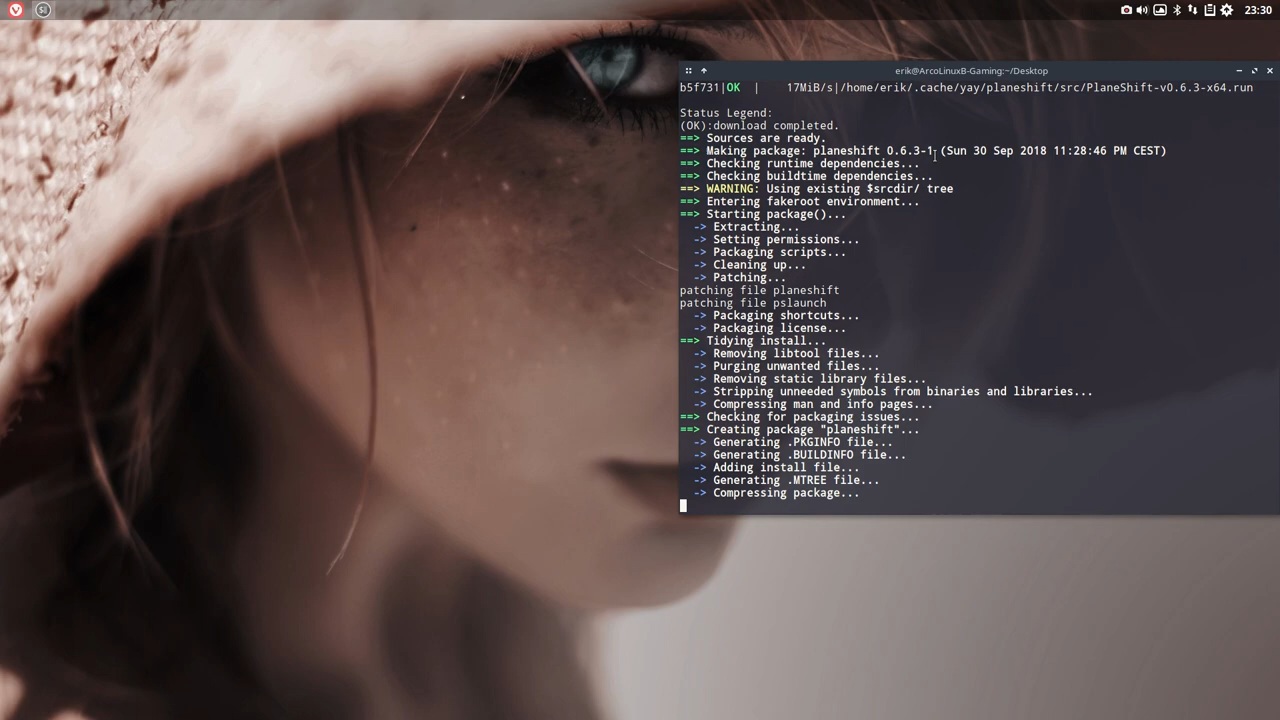 23:30
erik@ArcoLinuxB-Gaming:~/Desktop
b5f731|OK  |    17MiB/s|/home/erik/.cache/yay/planeshift/src/PlaneShift-v0.6.3-x64.run
Status Legend:
(OK):download completed.
==> Sources are ready.
==> Making package: planeshift 0.6.3-1 (Sun 30 Sep 2018 11:28:46 PM CEST)
==> Checking runtime dependencies...
==> Checking buildtime dependencies...
==> WARNING: Using existing $srcdir/ tree
==> Entering fakeroot environment...
==> Starting package()...
  -> Extracting...
  -> Setting permissions...
  -> Packaging scripts...
  -> Cleaning up...
  -> Patching...
patching file planeshift
patching file pslaunch
  -> Packaging shortcuts...
  -> Packaging license...
==> Tidying install...
  -> Removing libtool files...
  -> Purging unwanted files...
  -> Removing static library files...
  -> Stripping unneeded symbols from binaries and libraries...
  -> Compressing man and info pages...
==> Checking for packaging issues...
==> Creating package "planeshift"...
  -> Generating .PKGINFO file...
  -> Generating .BUILDINFO file...
  -> Adding install file...
  -> Generating .MTREE file...
  -> Compressing package...